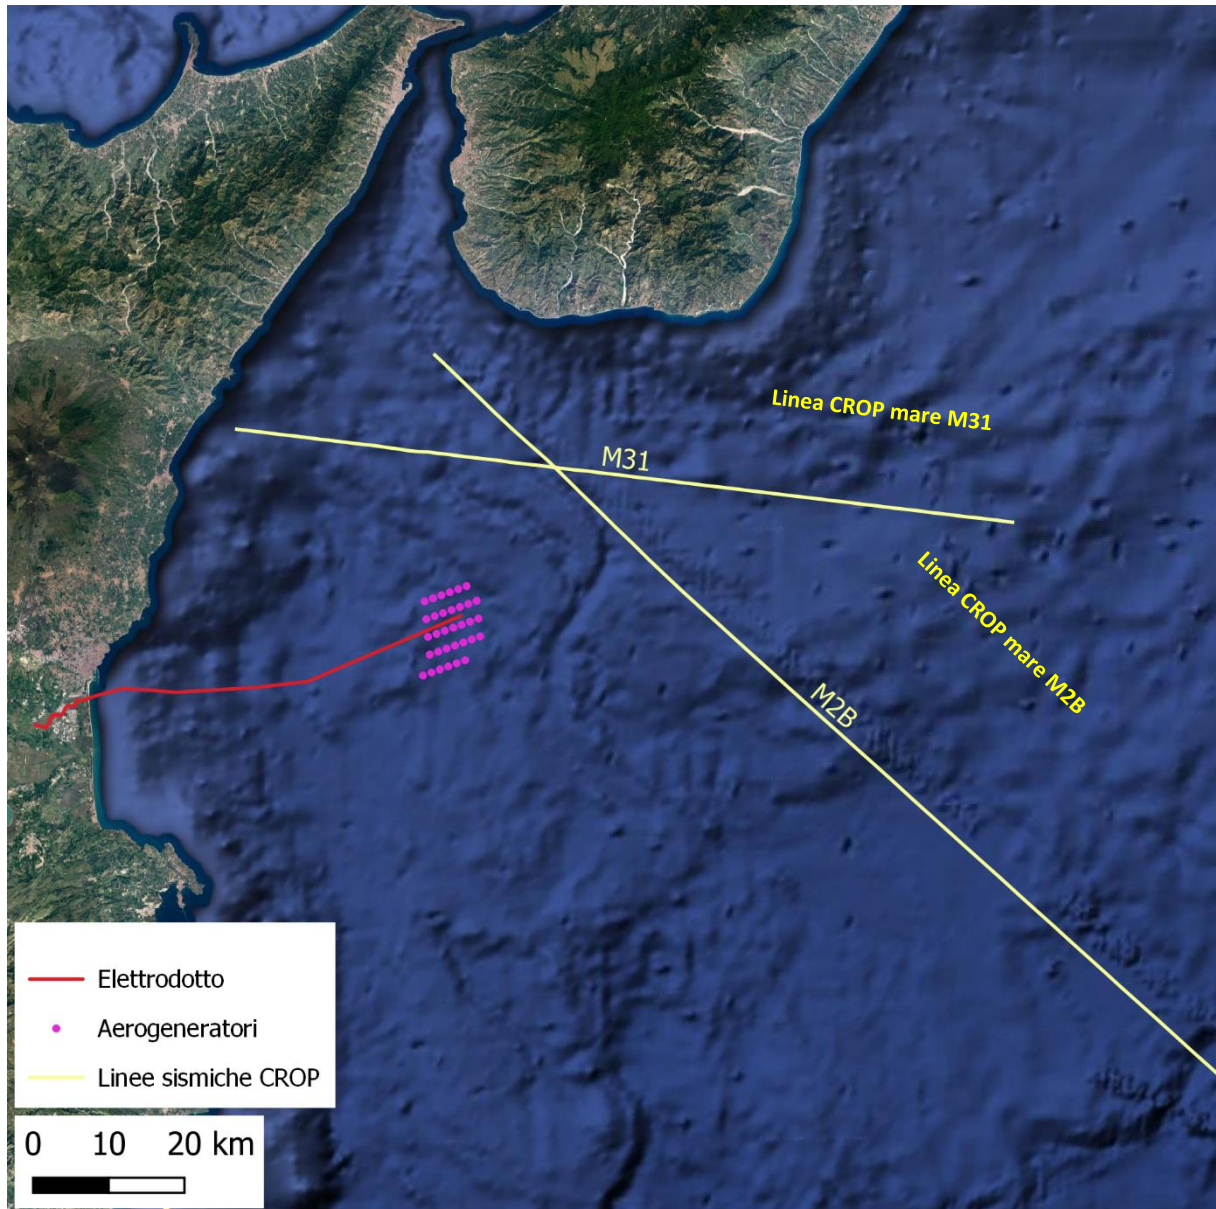 Linea CROP mare M31
M31
Linea CROP mare M2B
M2B
Elettrodotto
Aerogeneratori
Linee sismiche CROP
0 10 20 km